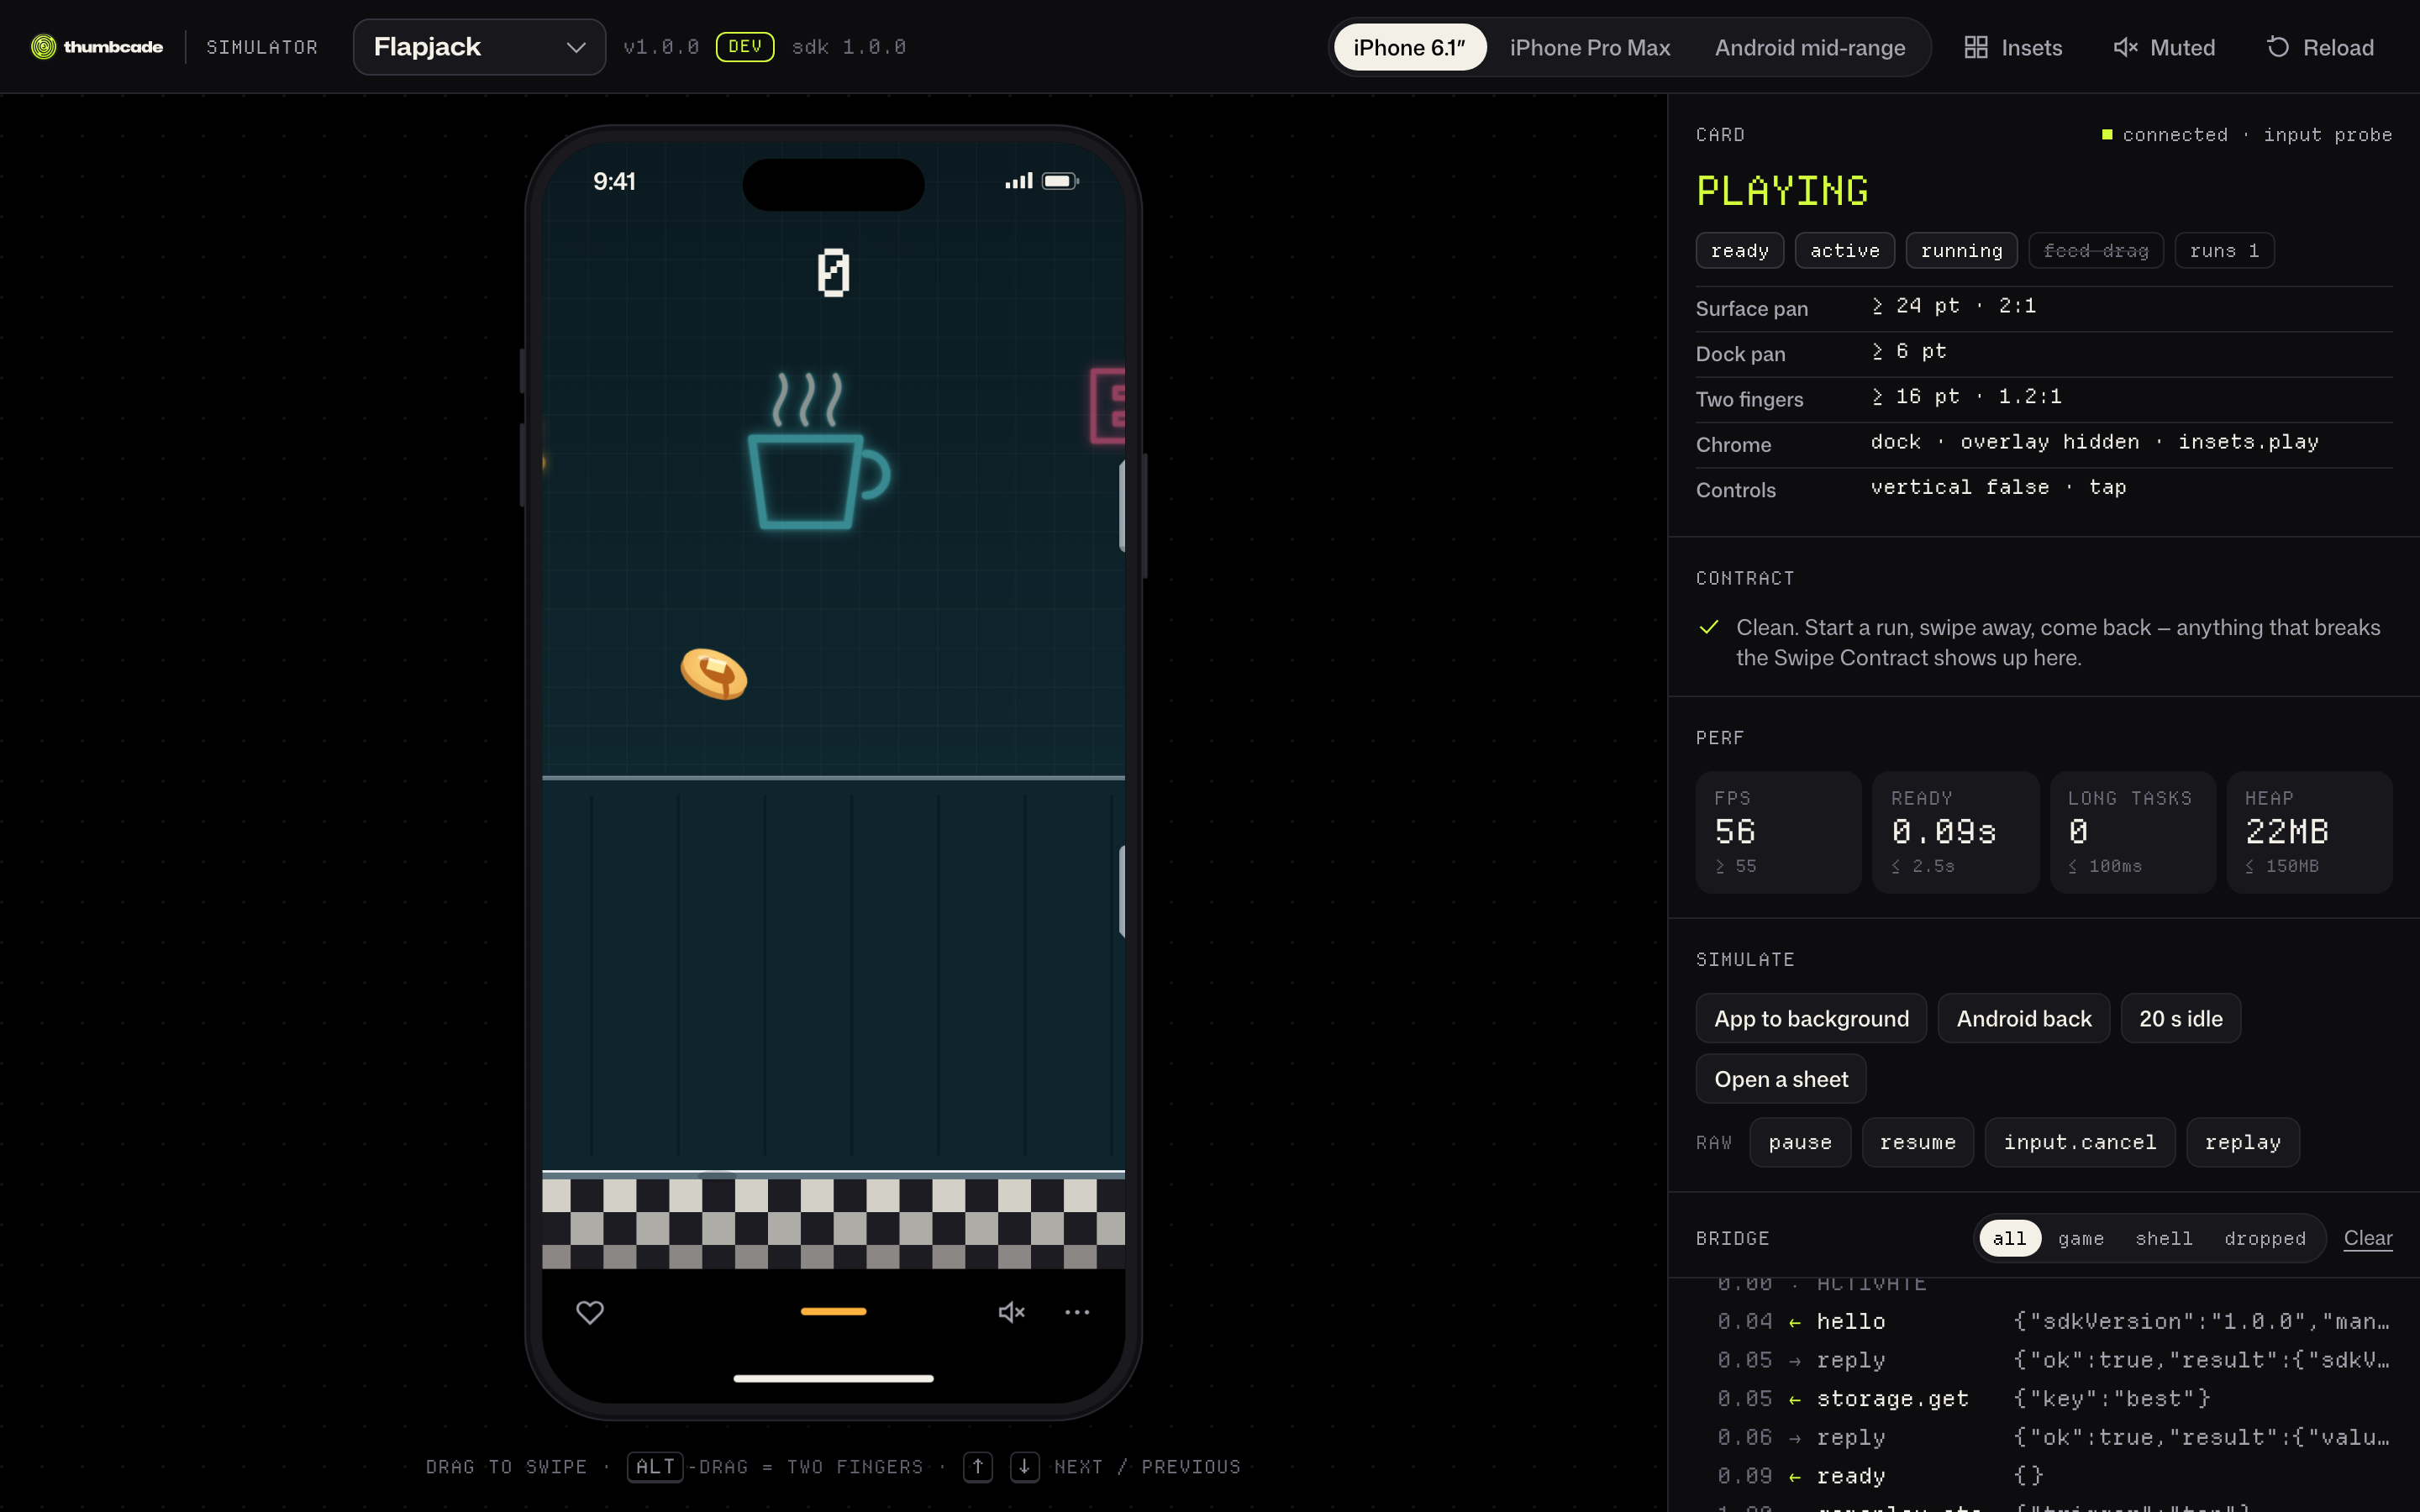 thumbcade SIMULATOR Flapjack v1.0.0 DEV sdk 1.0.0 iPhone 6.1″ iPhone Pro Max Android mid-range Insets Muted Reload
9:41
0
DRAG TO SWIPE · ALT-DRAG = TWO FINGERS · ↑ ↓ NEXT / PREVIOUS
CARD connected · input probe
PLAYING
ready active running feed drag runs 1
Surface pan ≥ 24 pt · 2:1
Dock pan ≥ 6 pt
Two fingers ≥ 16 pt · 1.2:1
Chrome dock · overlay hidden · insets.play
Controls vertical false · tap
CONTRACT
Clean. Start a run, swipe away, come back – anything that breaks
the Swipe Contract shows up here.
PERF
FPS READY LONG TASKS HEAP
56 0.09s 0 22MB
≥ 55 ≤ 2.5s ≤ 100ms ≤ 150MB
SIMULATE
App to background Android back 20 s idle
Open a sheet
RAW pause resume input.cancel replay
BRIDGE all game shell dropped Clear
0.00 · ACTIVATE
0.04 ← hello {"sdkVersion":"1.0.0","man…
0.05 → reply {"ok":true,"result":{"sdkV…
0.05 ← storage.get {"key":"best"}
0.06 → reply {"ok":true,"result":{"valu…
0.09 ← ready {}